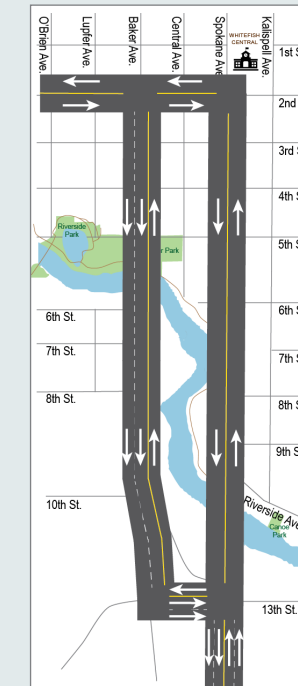 O'Brien Ave.
Lupfer Ave.
Baker Ave.
Central Ave.
Spokane Ave.
Kalispell Ave.
WHITEFISH
CENTRAL
1st S
2nd
3rd S
4th S
Riverside
Park
r Park
5th S
6th St.
6th S
7th St.
7th S
8th St.
8th S
9th S
10th St.
Riverside Ave
Canoe
Park
13th St.